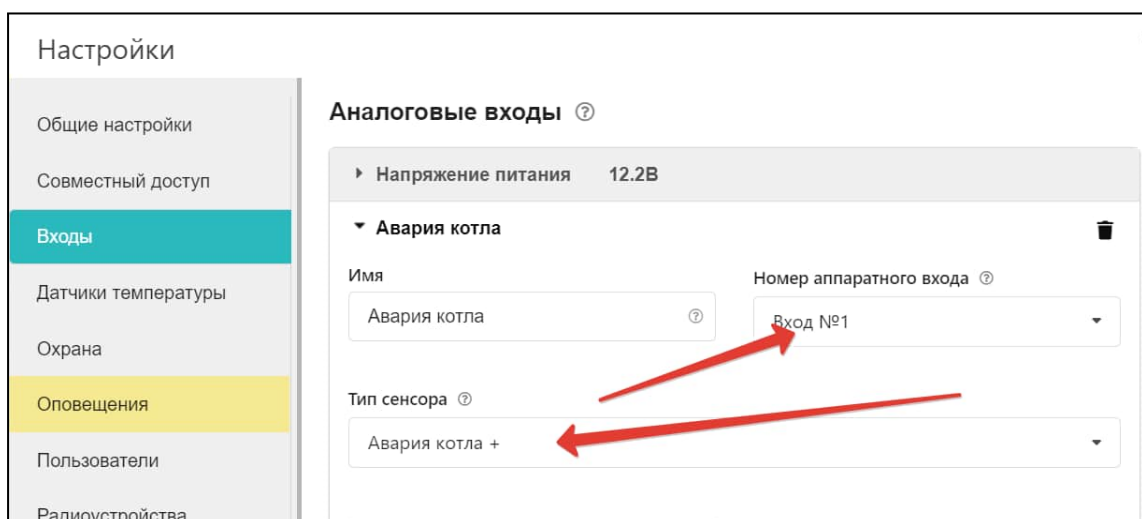 Настройки
Общие настройки
Совместный доступ
Входы
Датчики температуры
Охрана
Оповещения
Пользователи
Радиоустройства
Аналоговые входы
Напряжение питания 12.2В
Авария котла
Имя
Авария котла
Номер аппаратного входа
Вход №1
Тип сенсора
Авария котла +